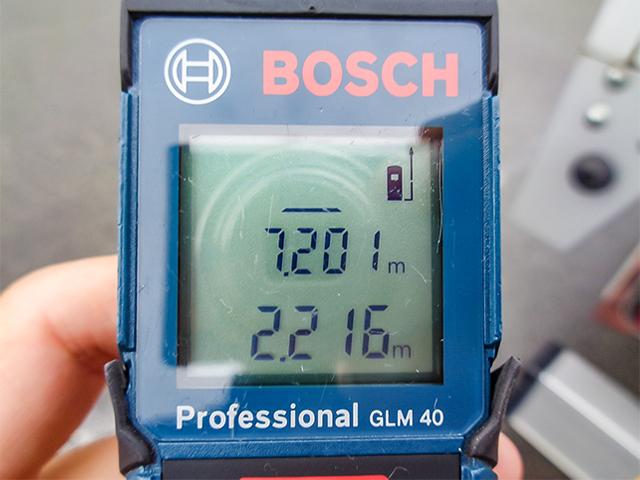 BOSCH
7.201 m
2.216 m
Professional GLM 40